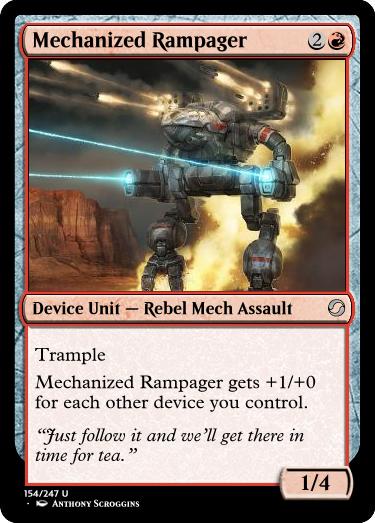 Mechanized Rampager 2
Device Unit — Rebel Mech Assault
Trample
Mechanized Rampager gets +1/+0
for each other device you control.
“Just follow it and we’ll get there in
time for tea.”
1/4
154/247 U
· Anthony Scroggins